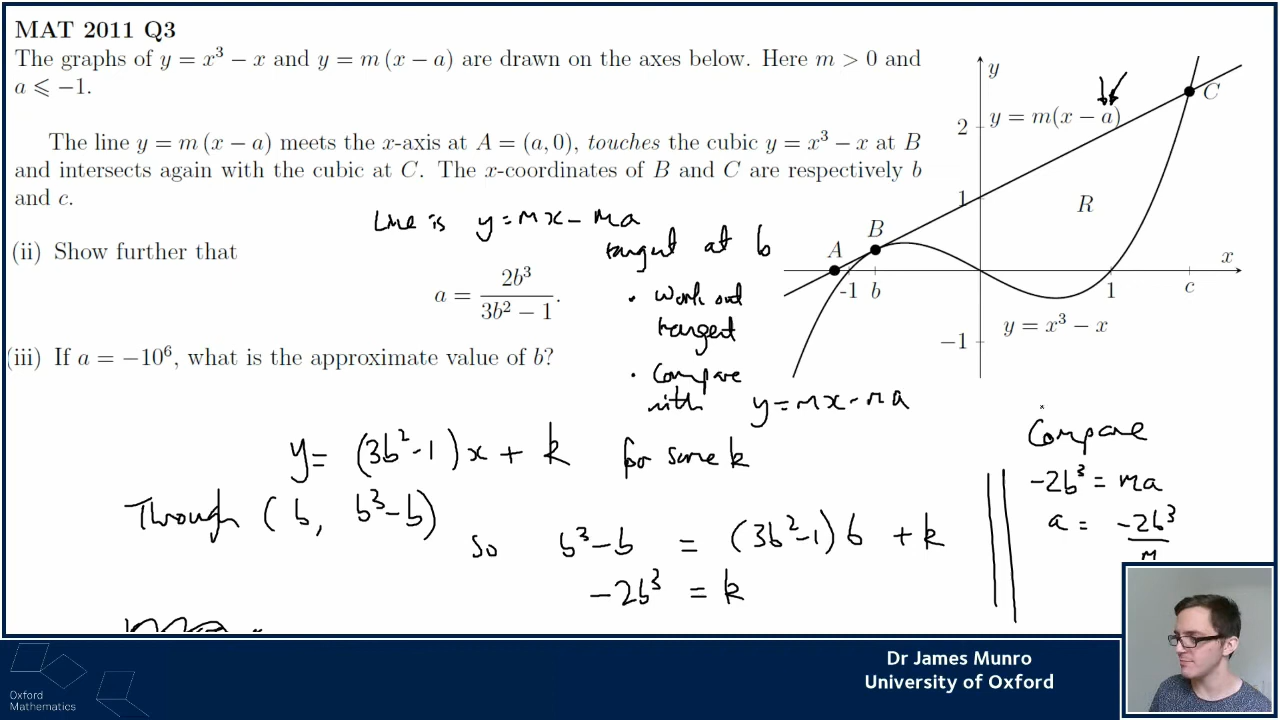 MAT 2011 Q3
The graphs of y = x³ − x and y = m (x − a) are drawn on the axes below. Here m > 0 and
a ⩽ −1.
The line y = m (x − a) meets the x-axis at A = (a, 0), touches the cubic y = x³ − x at B
and intersects again with the cubic at C. The x-coordinates of B and C are respectively b
and c.
Line is y = mx − ma
(ii) Show further that
a = 2b³ / (3b² − 1).
(iii) If a = −10⁶, what is the approximate value of b?
tangent at b
• Work out
tangent
• Compare
with y = mx − ma
y
C
y = m(x − a)
2
1
R
B
A
x
-1
b
1
c
y = x³ − x
−1
y = (3b²-1)x + k for some k
Through (b, b³-b)
so b³-b = (3b²-1)b + k
-2b³ = k
Compare
-2b³ = ma
a = -2b³
m
Oxford
Mathematics
Dr James Munro
University of Oxford